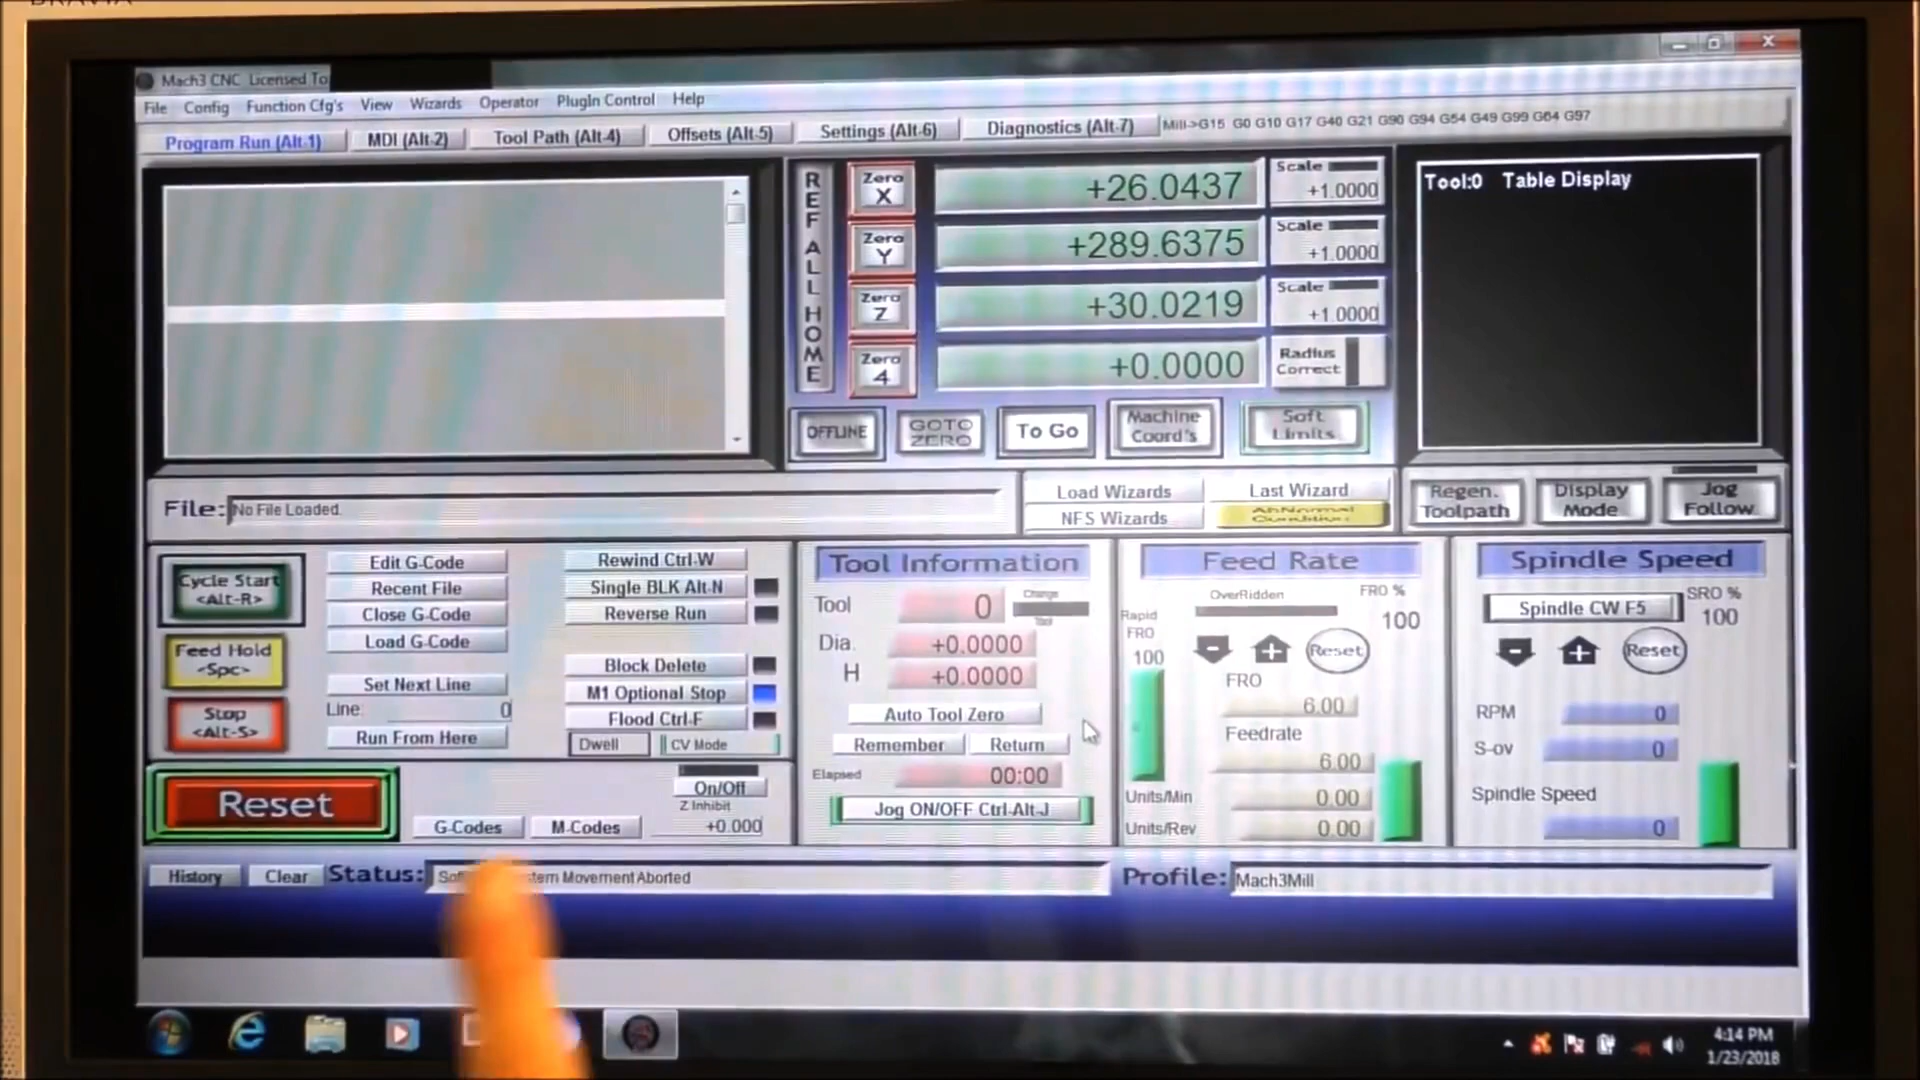 BRAVIA
Mach3 CNC Licensed To
File Config Function Cfg's View Wizards Operator PlugIn Control Help
Program Run (Alt-1) MDI (Alt-2) Tool Path (Alt-4) Offsets (Alt-5) Settings (Alt-6) Diagnostics (Alt-7) Mill->G15 G0 G10 G17 G40 G21 G90 G94 G54 G49 G99 G64 G97
REF ALL HOME
Zero X +26.0437 Scale +1.0000
Zero Y +289.6375 Scale +1.0000
Zero Z +30.0219 Scale +1.0000
Zero 4 +0.0000 Radius Correct
OFFLINE GOTO ZERO To Go Machine Coord's Soft Limits
Tool:0 Table Display
File: No File Loaded.
Load Wizards Last Wizard
NFS Wizards AbNormal Condition
Regen. Toolpath Display Mode Jog Follow
Cycle Start <Alt-R>
Feed Hold <Spc>
Stop <Alt-S>
Reset
Edit G-Code
Recent File
Close G-Code
Load G-Code
Set Next Line
Line: 0
Run From Here
Rewind Ctrl-W
Single BLK Alt-N
Reverse Run
Block Delete
M1 Optional Stop
Flood Ctrl-F
Dwell CV Mode
G-Codes M-Codes
On/Off
Z Inhibit
+0.000
Tool Information
Tool 0 Change Tool
Dia. +0.0000
H +0.0000
Auto Tool Zero
Remember Return
Elapsed 00:00
Jog ON/OFF Ctrl-Alt-J
Feed Rate
OverRidden FRO %
100
Rapid FRO
100
Reset
FRO
6.00
Feedrate
6.00
Units/Min 0.00
Units/Rev 0.00
Spindle Speed
Spindle CW F5 SRO %
100
Reset
RPM 0
S-ov 0
Spindle Speed
0
History Clear Status: Movement Aborted
Profile: Mach3Mill
4:14 PM
1/23/2018